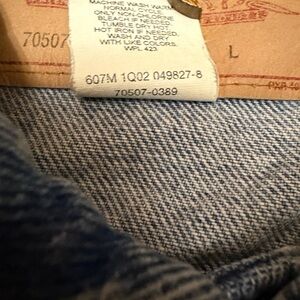 MACHINE WASH WARM
NORMAL CYCLE
ONLY NON-CHLORINE
BLEACH IF NEEDED.
TUMBLE DRY MED
HOT IRON IF NEEDED.
WASH AND DRY
WITH LIKE COLORS.
WPL 423.
70507
L
607M 1Q02 049827-8
70507-0389